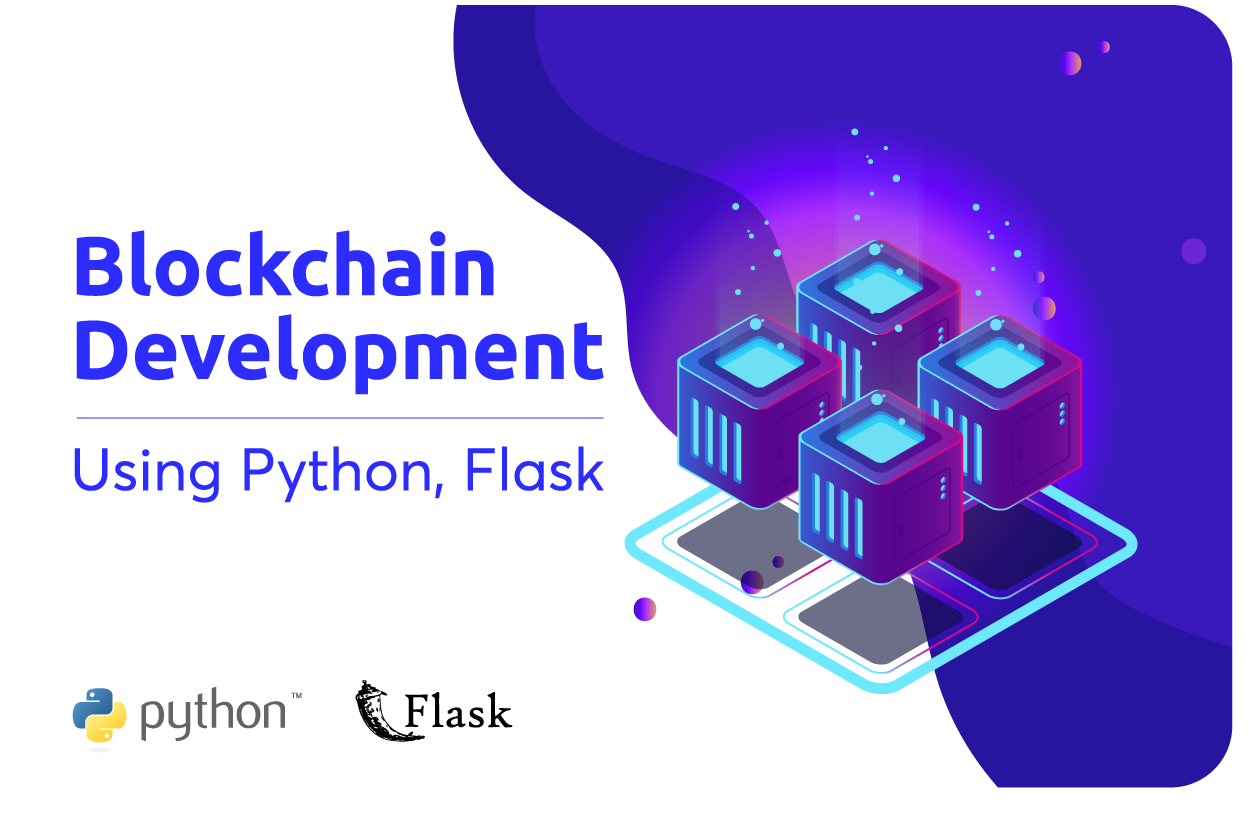 Blockchain
Development
Using Python, Flask
python™
Flask